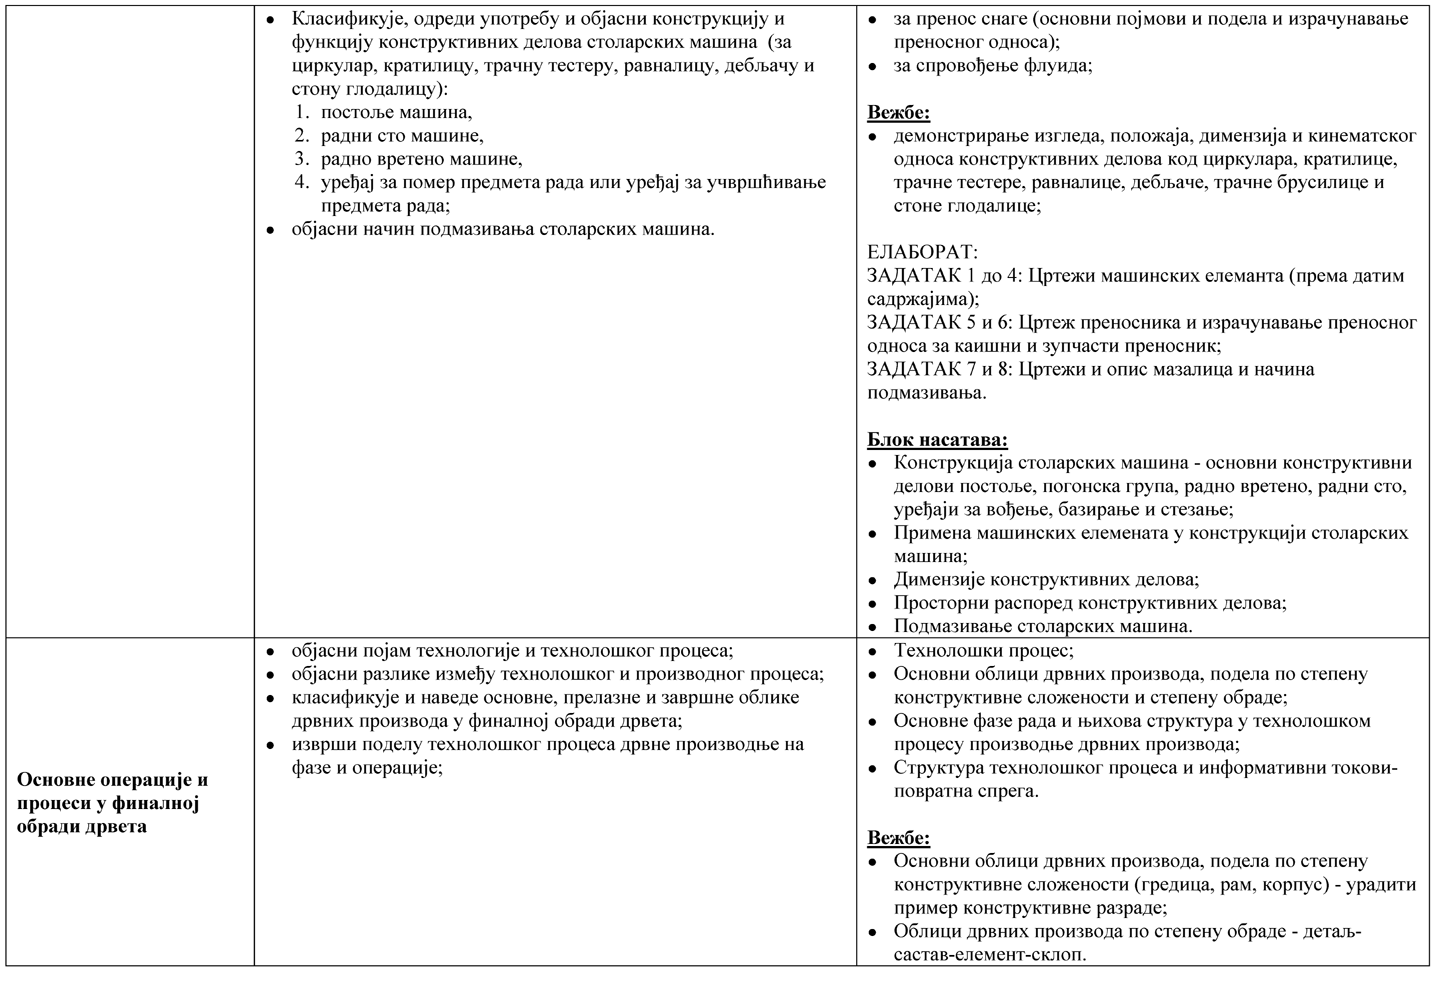 ● Класификује, одреди употребу и објасни конструкцију и
функцију конструктивних делова столарских машина (за
циркулар, кратилицу, трачну тестеру, равналицу, дебљачу и
стону глодалицу):
1. постоље машина,
2. радни сто машине,
3. радно вретено машине,
4. уређај за помер предмета рада или уређај за учвршћивање
предмета рада;
● објасни начин подмазивања столарских машина.
● за пренос снаге (основни појмови и подела и израчунавање
преносног односа);
● за спровођење флуида;
Вежбе:
● демонстрирање изгледа, положаја, димензија и кинематског
односа конструктивних делова код циркулара, кратилице,
трачне тестере, равналице, дебљаче, трачне брусилице и
стоне глодалице;
ЕЛАБОРАТ:
ЗАДАТАК 1 до 4: Цртежи машинских елеманта (према датим
садржајима);
ЗАДАТАК 5 и 6: Цртеж преносника и израчунавање преносног
односа за каишни и зупчасти преносник;
ЗАДАТАК 7 и 8: Цртежи и опис мазалица и начина
подмазивања.
Блок насатава:
● Конструкција столарских машина - основни конструктивни
делови постоље, погонска група, радно вретено, радни сто,
уређаји за вођење, базирање и стезање;
● Примена машинских елемената у конструкцији столарских
машина;
● Димензије конструктивних делова;
● Просторни распоред конструктивних делова;
● Подмазивање столарских машина.
Основне операције и
процеси у финалној
обради дрвета
● објасни појам технологије и технолошког процеса;
● објасни разлике између технолошког и производног процеса;
● класификује и наведе основне, прелазне и завршне облике
дрвних производа у финалној обради дрвета;
● изврши поделу технолошког процеса дрвне производње на
фазе и операције;
● Технолошки процес;
● Основни облици дрвних производа, подела по степену
конструктивне сложености и степену обраде;
● Основне фазе рада и њихова структура у технолошком
процесу производње дрвних производа;
● Структура технолошког процеса и информативни токови-
повратна спрега.
Вежбе:
● Основни облици дрвних производа, подела по степену
конструктивне сложености (гредица, рам, корпус) - урадити
пример конструктивне разраде;
● Облици дрвних производа по степену обраде - детаљ-
састав-елемент-склоп.